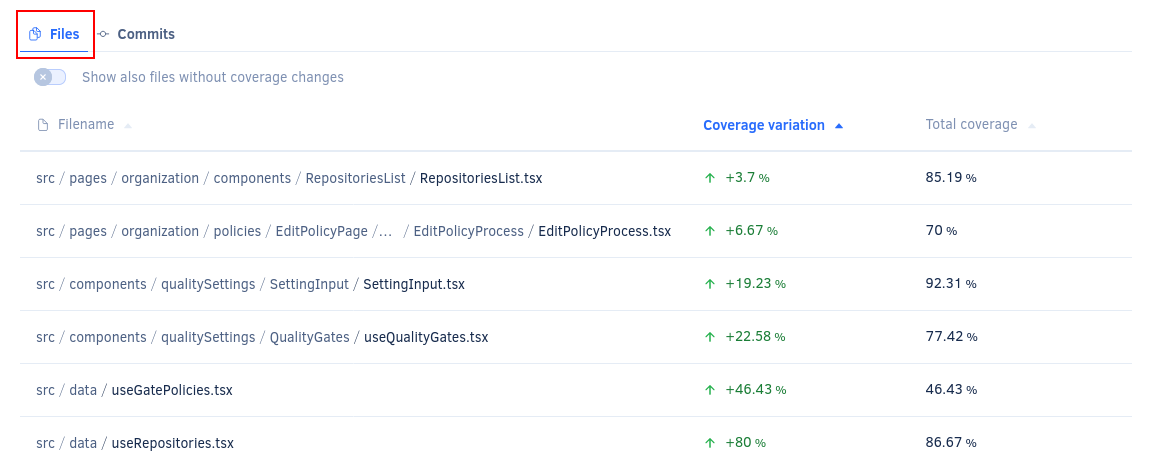 Files Commits
Show also files without coverage changes
Filename Coverage variation Total coverage
src / pages / organization / components / RepositoriesList / RepositoriesList.tsx +3.7 % 85.19 %
src / pages / organization / policies / EditPolicyPage /... / EditPolicyProcess / EditPolicyProcess.tsx +6.67 % 70 %
src / components / qualitySettings / SettingInput / SettingInput.tsx +19.23 % 92.31 %
src / components / qualitySettings / QualityGates / useQualityGates.tsx +22.58 % 77.42 %
src / data / useGatePolicies.tsx +46.43 % 46.43 %
src / data / useRepositories.tsx +80 % 86.67 %